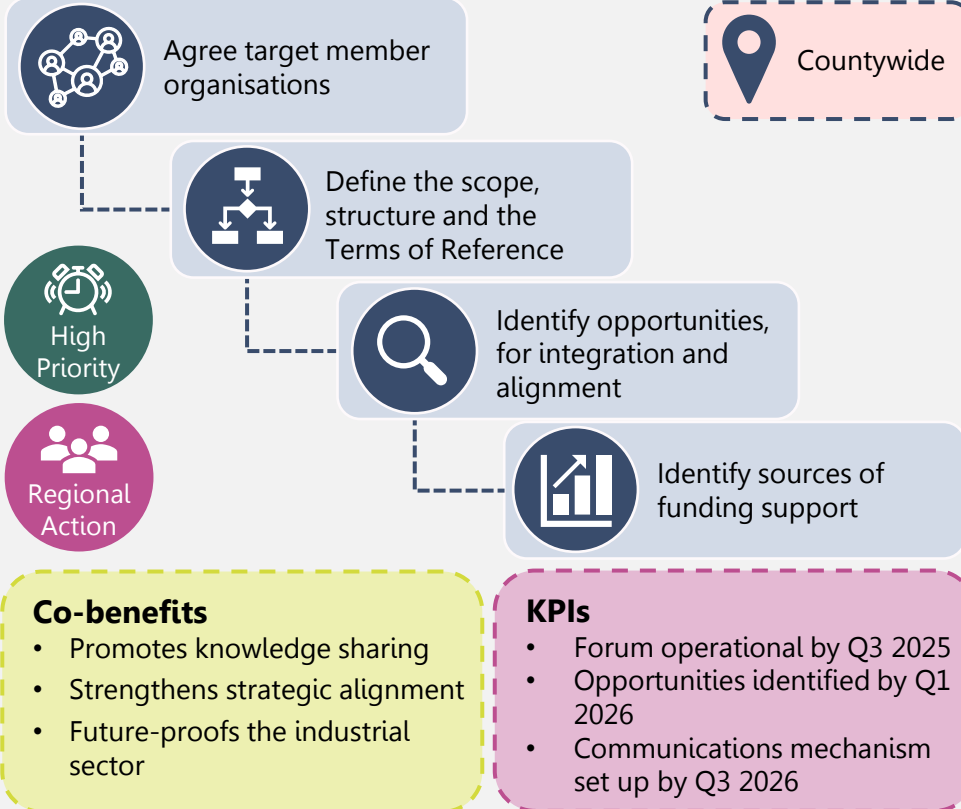 Agree target member
organisations
Countywide
Define the scope,
structure and the
Terms of Reference
High
Priority
Identify opportunities,
for integration and
alignment
Regional
Action
Identify sources of
funding support
Co-benefits
• Promotes knowledge sharing
• Strengthens strategic alignment
• Future-proofs the industrial
sector
KPIs
• Forum operational by Q3 2025
• Opportunities identified by Q1
2026
• Communications mechanism
set up by Q3 2026